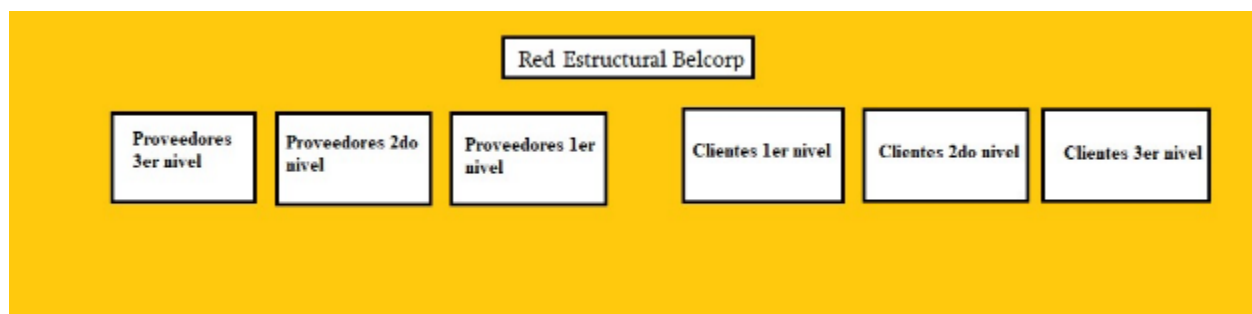 Red Estructural Belcorp
Proveedores
3er nivel
Proveedores 2do
nivel
Proveedores 1er
nivel
Clientes 1er nivel
Clientes 2do nivel
Clientes 3er nivel